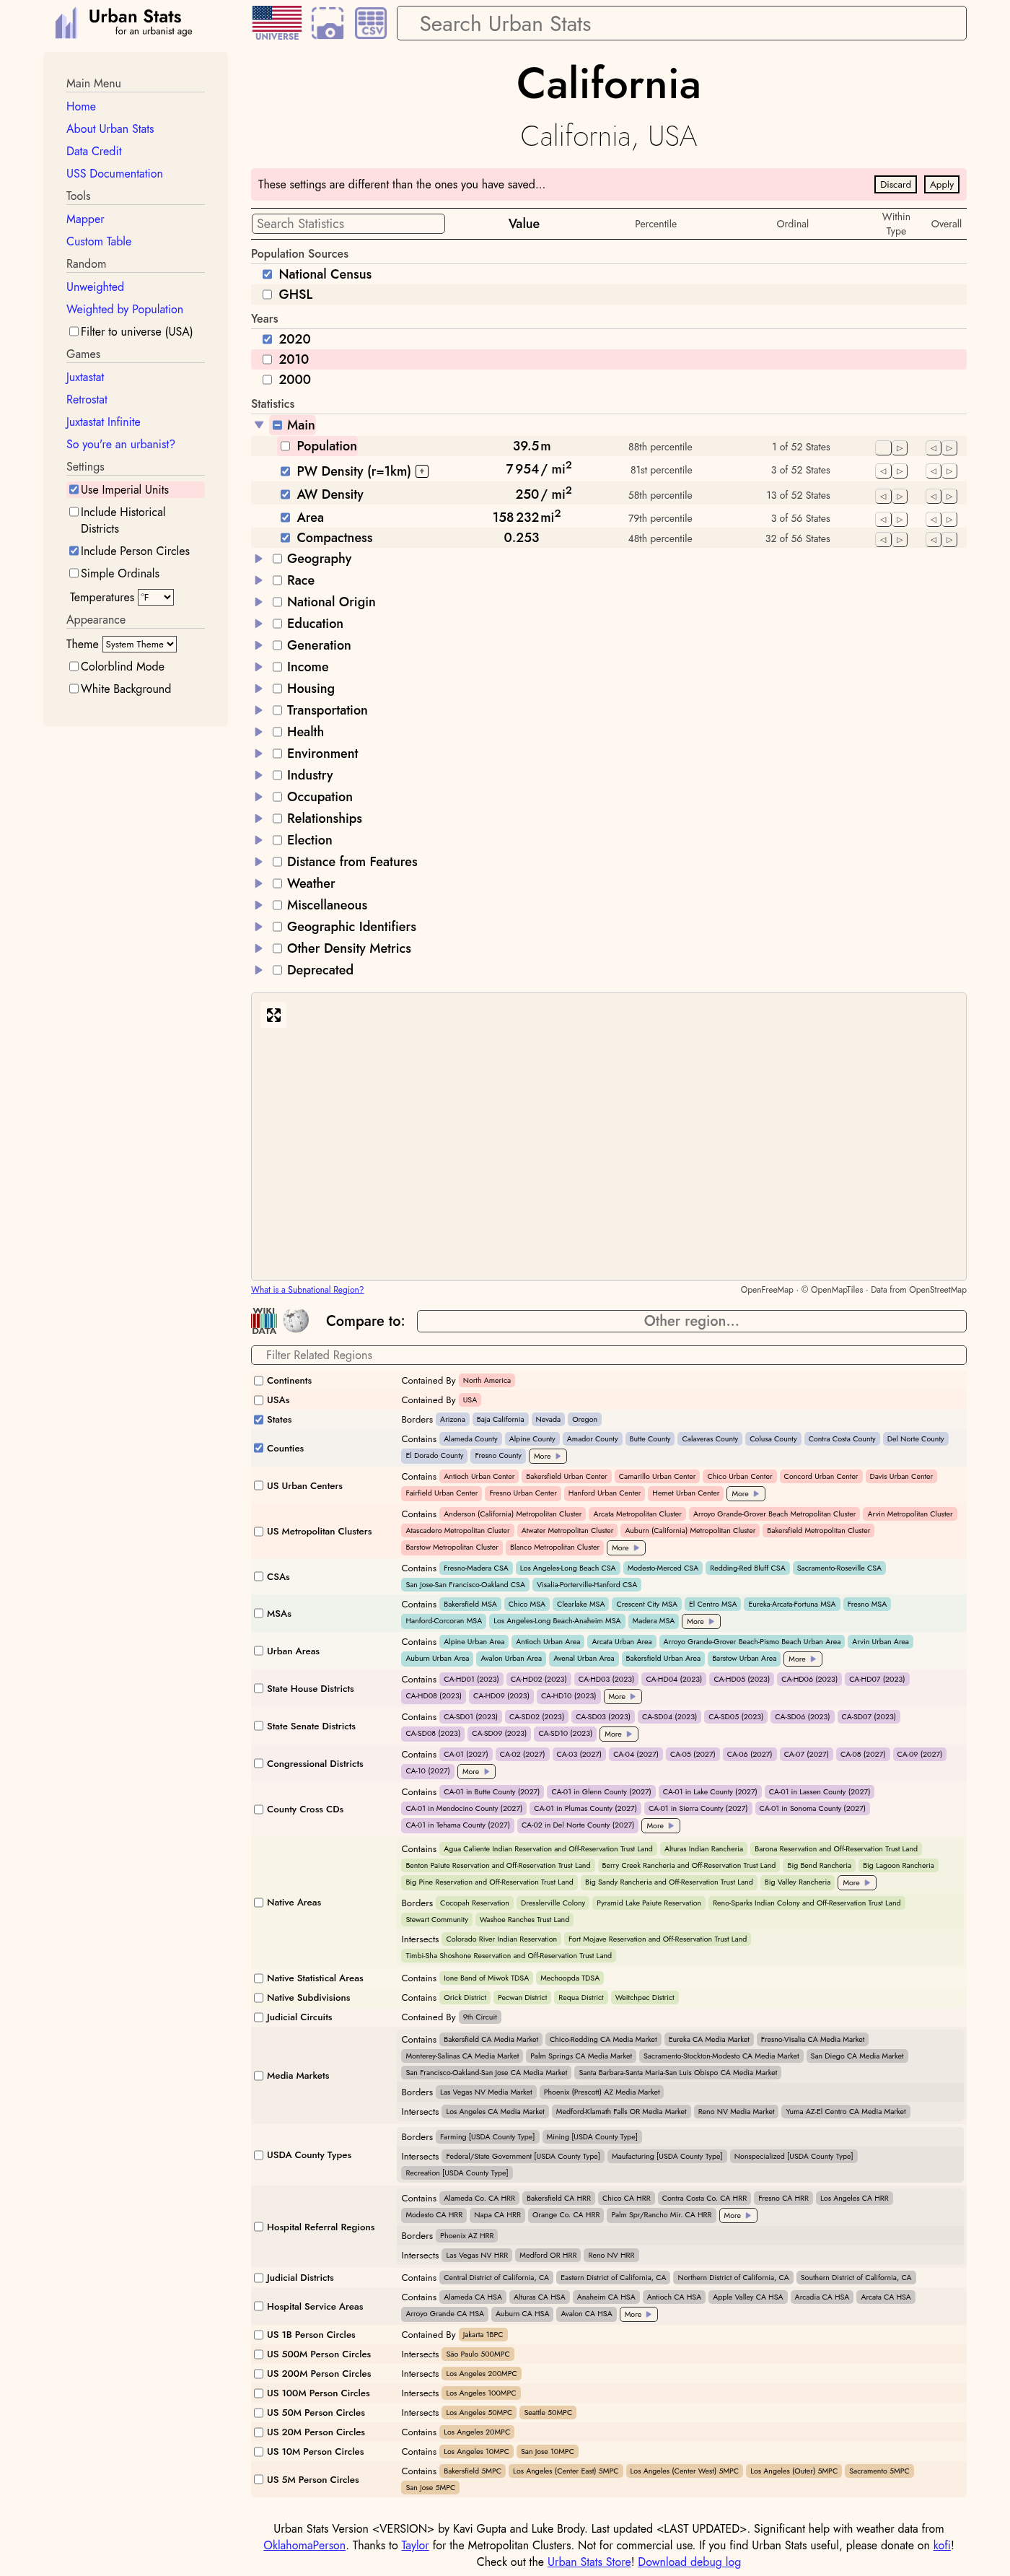 Urban Stats
for an urbanist age
UNIVERSE
CSV
Search Urban Stats
Main Menu
Home
About Urban Stats
Data Credit
USS Documentation
Tools
Mapper
Custom Table
Random
Unweighted
Weighted by Population
Filter to universe (USA)
Games
Juxtastat
Retrostat
Juxtastat Infinite
So you're an urbanist?
Settings
Use Imperial Units
Include Historical
Districts
Include Person Circles
Simple Ordinals
Temperatures °F
Appearance
Theme System Theme
Colorblind Mode
White Background
California
California, USA
These settings are different than the ones you have saved... Discard Apply
Search Statistics Value Percentile Ordinal Within Type Overall
Population Sources
National Census
GHSL
Years
2020
2010
2000
Statistics
Main
Population 39.5 m 88th percentile 1 of 52 States
PW Density (r=1km) + 7 954 / mi² 81st percentile 3 of 52 States
AW Density 250 / mi² 58th percentile 13 of 52 States
Area 158 232 mi² 79th percentile 3 of 56 States
Compactness 0.253 48th percentile 32 of 56 States
Geography
Race
National Origin
Education
Generation
Income
Housing
Transportation
Health
Environment
Industry
Occupation
Relationships
Election
Distance from Features
Weather
Miscellaneous
Geographic Identifiers
Other Density Metrics
Deprecated
What is a Subnational Region? OpenFreeMap · © OpenMapTiles · Data from OpenStreetMap
WIKI DATA Compare to: Other region...
Filter Related Regions
Continents Contained By North America
USAs Contained By USA
States Borders Arizona Baja California Nevada Oregon
Counties Contains Alameda County Alpine County Amador County Butte County Calaveras County Colusa County Contra Costa County Del Norte County
El Dorado County Fresno County More
US Urban Centers Contains Antioch Urban Center Bakersfield Urban Center Camarillo Urban Center Chico Urban Center Concord Urban Center Davis Urban Center
Fairfield Urban Center Fresno Urban Center Hanford Urban Center Hemet Urban Center More
US Metropolitan Clusters Contains Anderson (California) Metropolitan Cluster Arcata Metropolitan Cluster Arroyo Grande-Grover Beach Metropolitan Cluster Arvin Metropolitan Cluster
Atascadero Metropolitan Cluster Atwater Metropolitan Cluster Auburn (California) Metropolitan Cluster Bakersfield Metropolitan Cluster
Barstow Metropolitan Cluster Blanco Metropolitan Cluster More
CSAs Contains Fresno-Madera CSA Los Angeles-Long Beach CSA Modesto-Merced CSA Redding-Red Bluff CSA Sacramento-Roseville CSA
San Jose-San Francisco-Oakland CSA Visalia-Porterville-Hanford CSA
MSAs Contains Bakersfield MSA Chico MSA Clearlake MSA Crescent City MSA El Centro MSA Eureka-Arcata-Fortuna MSA Fresno MSA
Hanford-Corcoran MSA Los Angeles-Long Beach-Anaheim MSA Madera MSA More
Urban Areas Contains Alpine Urban Area Antioch Urban Area Arcata Urban Area Arroyo Grande-Grover Beach-Pismo Beach Urban Area Arvin Urban Area
Auburn Urban Area Avalon Urban Area Avenal Urban Area Bakersfield Urban Area Barstow Urban Area More
State House Districts Contains CA-HD01 (2023) CA-HD02 (2023) CA-HD03 (2023) CA-HD04 (2023) CA-HD05 (2023) CA-HD06 (2023) CA-HD07 (2023)
CA-HD08 (2023) CA-HD09 (2023) CA-HD10 (2023) More
State Senate Districts Contains CA-SD01 (2023) CA-SD02 (2023) CA-SD03 (2023) CA-SD04 (2023) CA-SD05 (2023) CA-SD06 (2023) CA-SD07 (2023)
CA-SD08 (2023) CA-SD09 (2023) CA-SD10 (2023) More
Congressional Districts Contains CA-01 (2027) CA-02 (2027) CA-03 (2027) CA-04 (2027) CA-05 (2027) CA-06 (2027) CA-07 (2027) CA-08 (2027) CA-09 (2027)
CA-10 (2027) More
County Cross CDs Contains CA-01 in Butte County (2027) CA-01 in Glenn County (2027) CA-01 in Lake County (2027) CA-01 in Lassen County (2027)
CA-01 in Mendocino County (2027) CA-01 in Plumas County (2027) CA-01 in Sierra County (2027) CA-01 in Sonoma County (2027)
CA-01 in Tehama County (2027) CA-02 in Del Norte County (2027) More
Native Areas Contains Agua Caliente Indian Reservation and Off-Reservation Trust Land Alturas Indian Rancheria Barona Reservation and Off-Reservation Trust Land
Benton Paiute Reservation and Off-Reservation Trust Land Berry Creek Rancheria and Off-Reservation Trust Land Big Bend Rancheria Big Lagoon Rancheria
Big Pine Reservation and Off-Reservation Trust Land Big Sandy Rancheria and Off-Reservation Trust Land Big Valley Rancheria More
Borders Cocopah Reservation Dresslerville Colony Pyramid Lake Paiute Reservation Reno-Sparks Indian Colony and Off-Reservation Trust Land
Stewart Community Washoe Ranches Trust Land
Intersects Colorado River Indian Reservation Fort Mojave Reservation and Off-Reservation Trust Land
Timbi-Sha Shoshone Reservation and Off-Reservation Trust Land
Native Statistical Areas Contains Ione Band of Miwok TDSA Mechoopda TDSA
Native Subdivisions Contains Orick District Pecwan District Requa District Weitchpec District
Judicial Circuits Contained By 9th Circuit
Media Markets Contains Bakersfield CA Media Market Chico-Redding CA Media Market Eureka CA Media Market Fresno-Visalia CA Media Market
Monterey-Salinas CA Media Market Palm Springs CA Media Market Sacramento-Stockton-Modesto CA Media Market San Diego CA Media Market
San Francisco-Oakland-San Jose CA Media Market Santa Barbara-Santa Maria-San Luis Obispo CA Media Market
Borders Las Vegas NV Media Market Phoenix (Prescott) AZ Media Market
Intersects Los Angeles CA Media Market Medford-Klamath Falls OR Media Market Reno NV Media Market Yuma AZ-El Centro CA Media Market
USDA County Types Borders Farming [USDA County Type] Mining [USDA County Type]
Intersects Federal/State Government [USDA County Type] Maufacturing [USDA County Type] Nonspecialized [USDA County Type]
Recreation [USDA County Type]
Hospital Referral Regions Contains Alameda Co. CA HRR Bakersfield CA HRR Chico CA HRR Contra Costa Co. CA HRR Fresno CA HRR Los Angeles CA HRR
Modesto CA HRR Napa CA HRR Orange Co. CA HRR Palm Spr/Rancho Mir. CA HRR More
Borders Phoenix AZ HRR
Intersects Las Vegas NV HRR Medford OR HRR Reno NV HRR
Judicial Districts Contains Central District of California, CA Eastern District of California, CA Northern District of California, CA Southern District of California, CA
Hospital Service Areas Contains Alameda CA HSA Alturas CA HSA Anaheim CA HSA Antioch CA HSA Apple Valley CA HSA Arcadia CA HSA Arcata CA HSA
Arroyo Grande CA HSA Auburn CA HSA Avalon CA HSA More
US 1B Person Circles Contained By Jakarta 1BPC
US 500M Person Circles Intersects São Paulo 500MPC
US 200M Person Circles Intersects Los Angeles 200MPC
US 100M Person Circles Intersects Los Angeles 100MPC
US 50M Person Circles Intersects Los Angeles 50MPC Seattle 50MPC
US 20M Person Circles Contains Los Angeles 20MPC
US 10M Person Circles Contains Los Angeles 10MPC San Jose 10MPC
US 5M Person Circles Contains Bakersfield 5MPC Los Angeles (Center East) 5MPC Los Angeles (Center West) 5MPC Los Angeles (Outer) 5MPC Sacramento 5MPC
San Jose 5MPC
Urban Stats Version <VERSION> by Kavi Gupta and Luke Brody. Last updated <LAST UPDATED>. Significant help with weather data from
OklahomaPerson. Thanks to Taylor for the Metropolitan Clusters. Not for commercial use. If you find Urban Stats useful, please donate on kofi!
Check out the Urban Stats Store! Download debug log